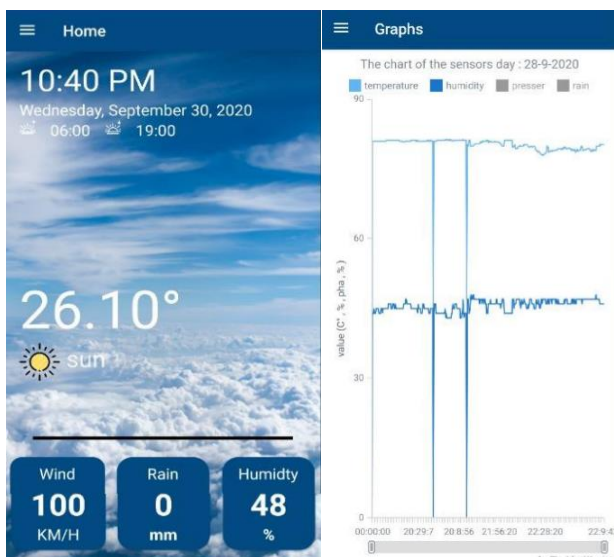 Home
10:40 PM
Wednesday, September 30, 2020
06:00 19:00
26.10°
sun
Wind Rain Humidty
100 0 48
KM/H mm %
Graphs
The chart of the sensors day : 28-9-2020
temperature humidity presser rain
90
60
30
0
value (C° , % , pha , % )
00:00:00 20:29:7 20:8:56 21:56:20 22:28:20 22:9:4